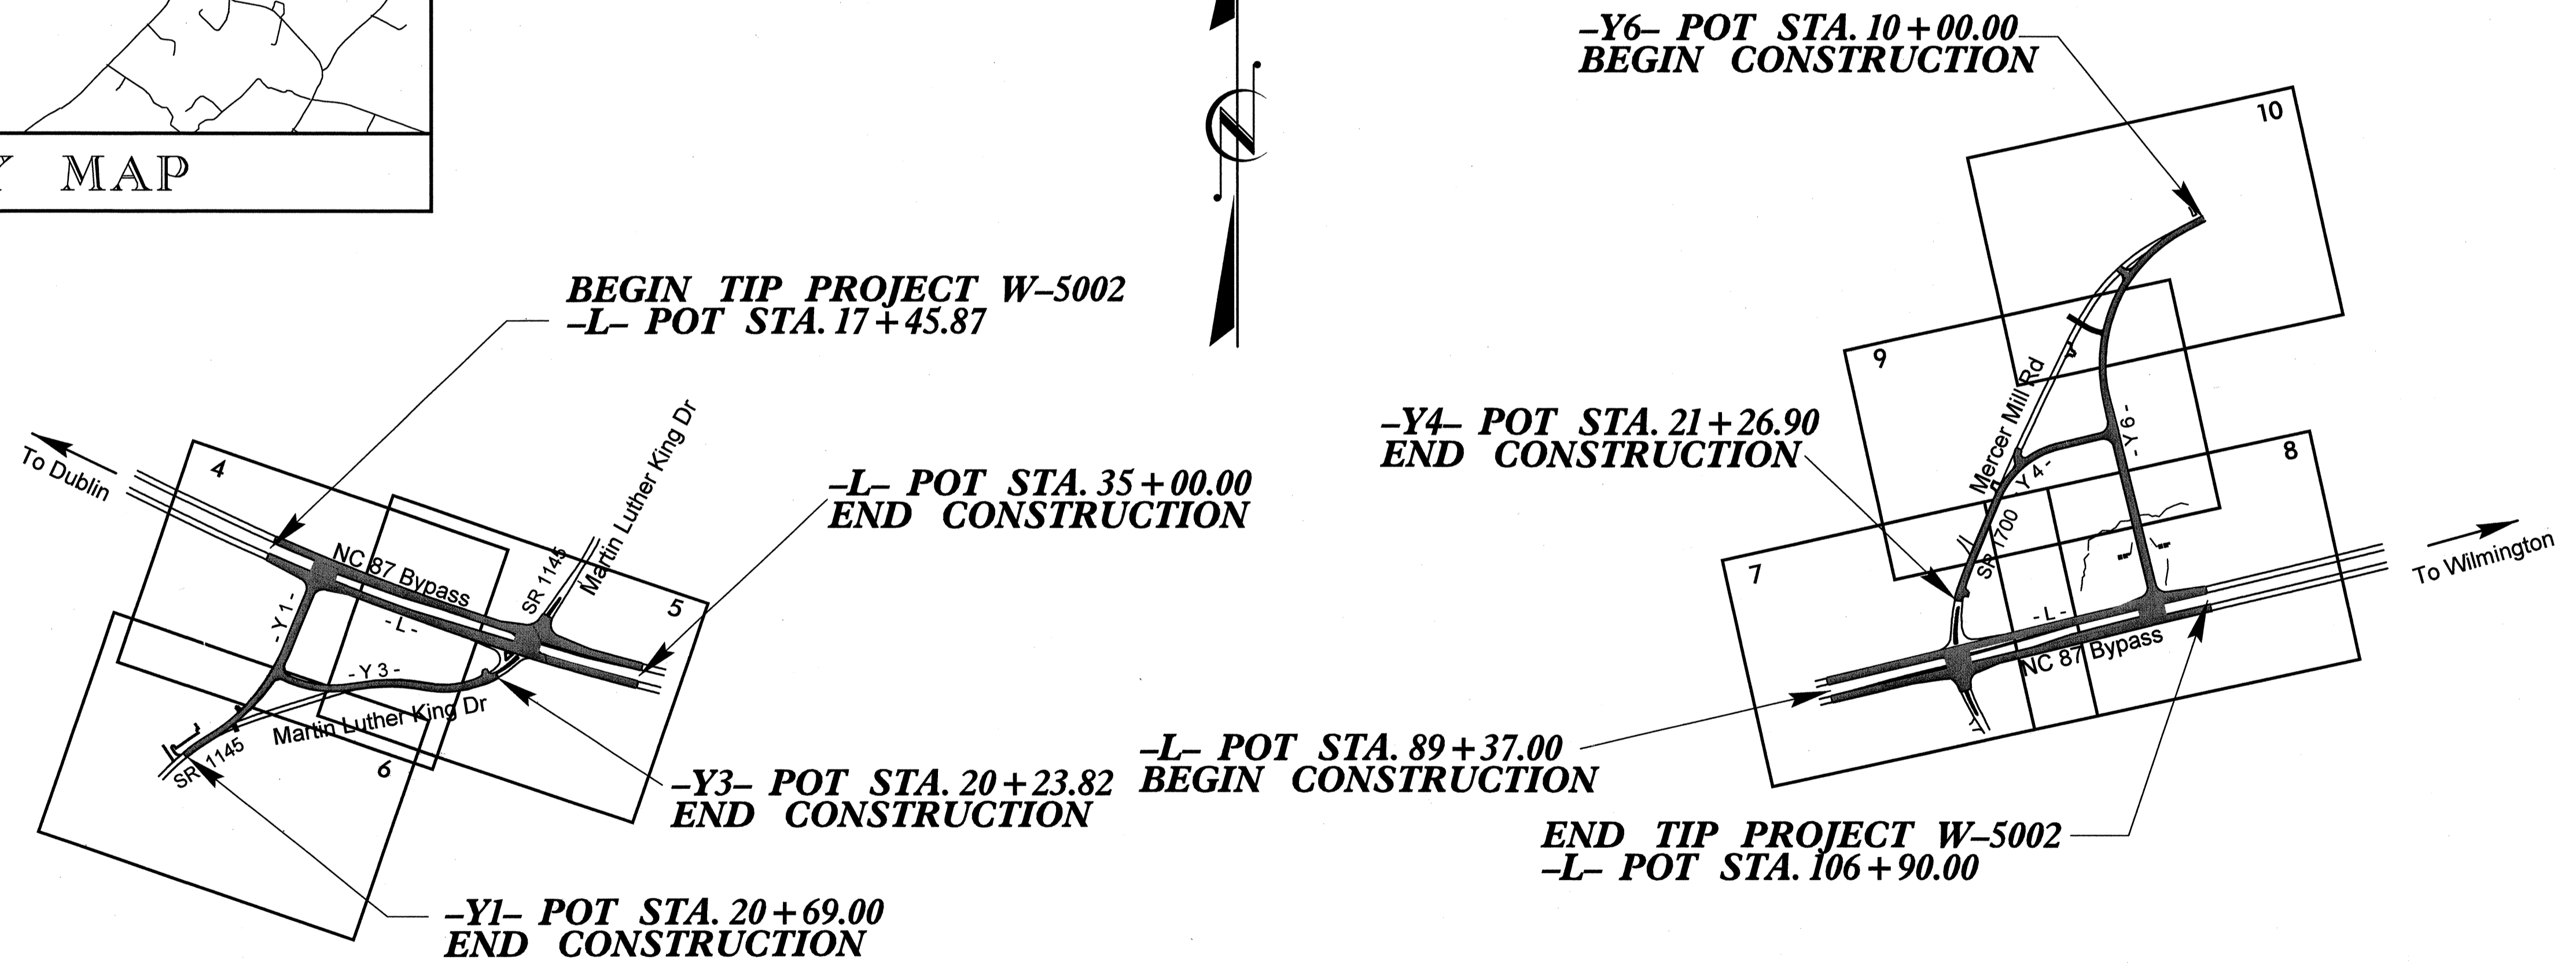 MAP
N
–Y6– POT STA. 10+00.00
BEGIN CONSTRUCTION
10
BEGIN TIP PROJECT W–5002
–L– POT STA. 17+45.87
To Dublin
4
NC 87 Bypass
-L-
-Y1-
-Y3-
SR 1145
Martin Luther King Dr
5
–L– POT STA. 35+00.00
END CONSTRUCTION
Martin Luther King Dr
SR 1145
6
–Y3– POT STA. 20+23.82
END CONSTRUCTION
–Y1– POT STA. 20+69.00
END CONSTRUCTION
9
Mercer Mill Rd
-Y6-
–Y4– POT STA. 21+26.90
END CONSTRUCTION
Y4-
SR 1700
8
7
-L-
NC 87 Bypass
To Wilmington
–L– POT STA. 89+37.00
BEGIN CONSTRUCTION
END TIP PROJECT W–5002
–L– POT STA. 106+90.00